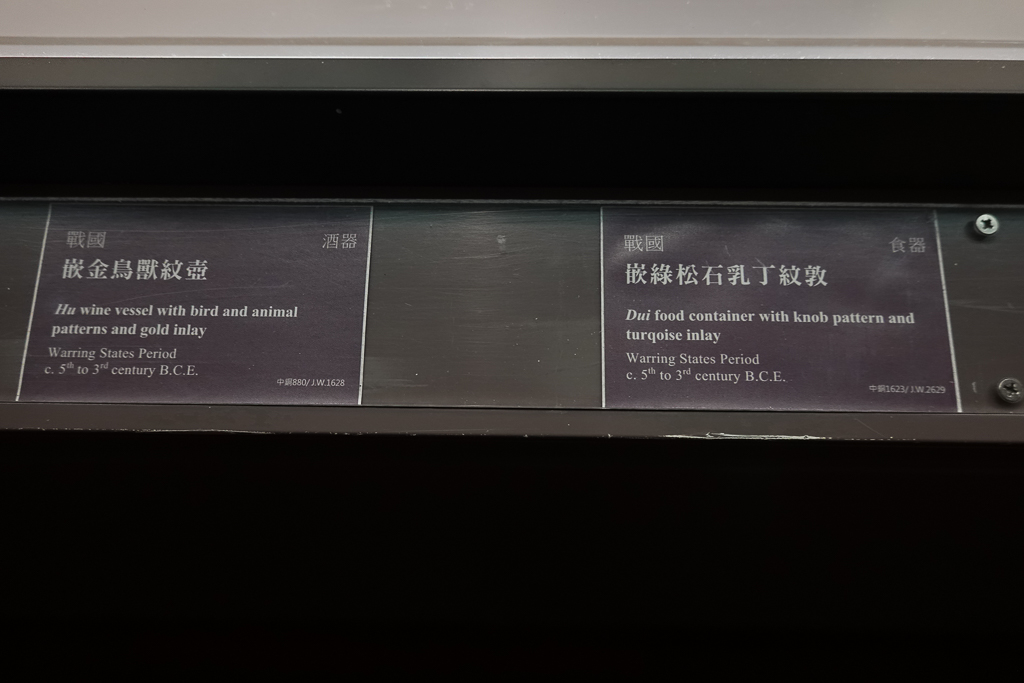 戰國 酒器
嵌金鳥獸紋壺
Hu wine vessel with bird and animal
patterns and gold inlay
Warring States Period
c. 5th to 3rd century B.C.E.
中銅880/ J.W.1628
戰國 食器
嵌綠松石乳丁紋敦
Dui food container with knob pattern and
turqoise inlay
Warring States Period
c. 5th to 3rd century B.C.E.
中銅1623/ J.W.2629